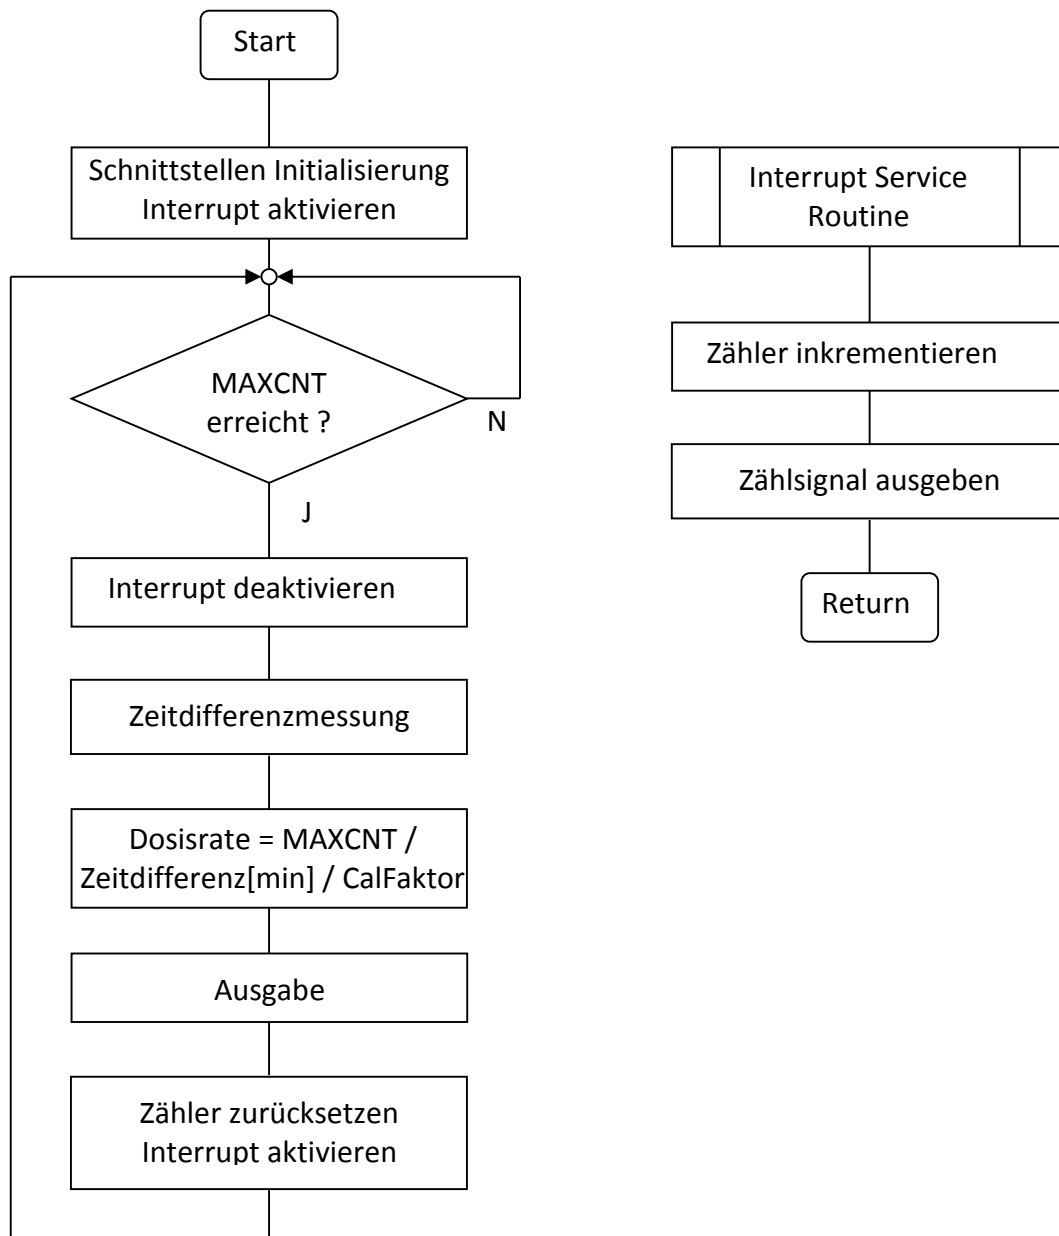 Start
Schnittstellen Initialisierung
Interrupt aktivieren
MAXCNT
erreicht ?
N
J
Interrupt deaktivieren
Zeitdifferenzmessung
Dosisrate = MAXCNT /
Zeitdifferenz[min] / CalFaktor
Ausgabe
Zähler zurücksetzen
Interrupt aktivieren
Interrupt Service
Routine
Zähler inkrementieren
Zählsignal ausgeben
Return